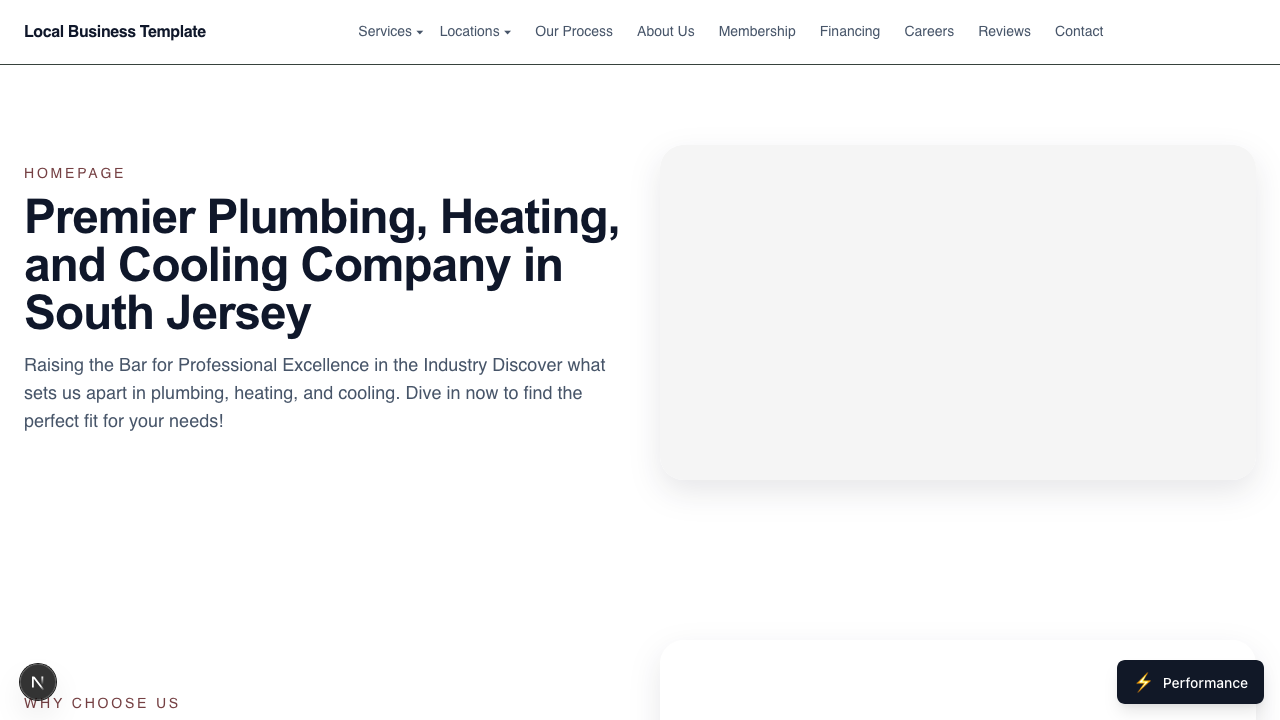 Local Business Template
Services
Locations
Our Process
About Us
Membership
Financing
Careers
Reviews
Contact
HOMEPAGE
Premier Plumbing, Heating,
and Cooling Company in
South Jersey
Raising the Bar for Professional Excellence in the Industry Discover what
sets us apart in plumbing, heating, and cooling. Dive in now to find the
perfect fit for your needs!
N
WHY CHOOSE US
⚡ Performance